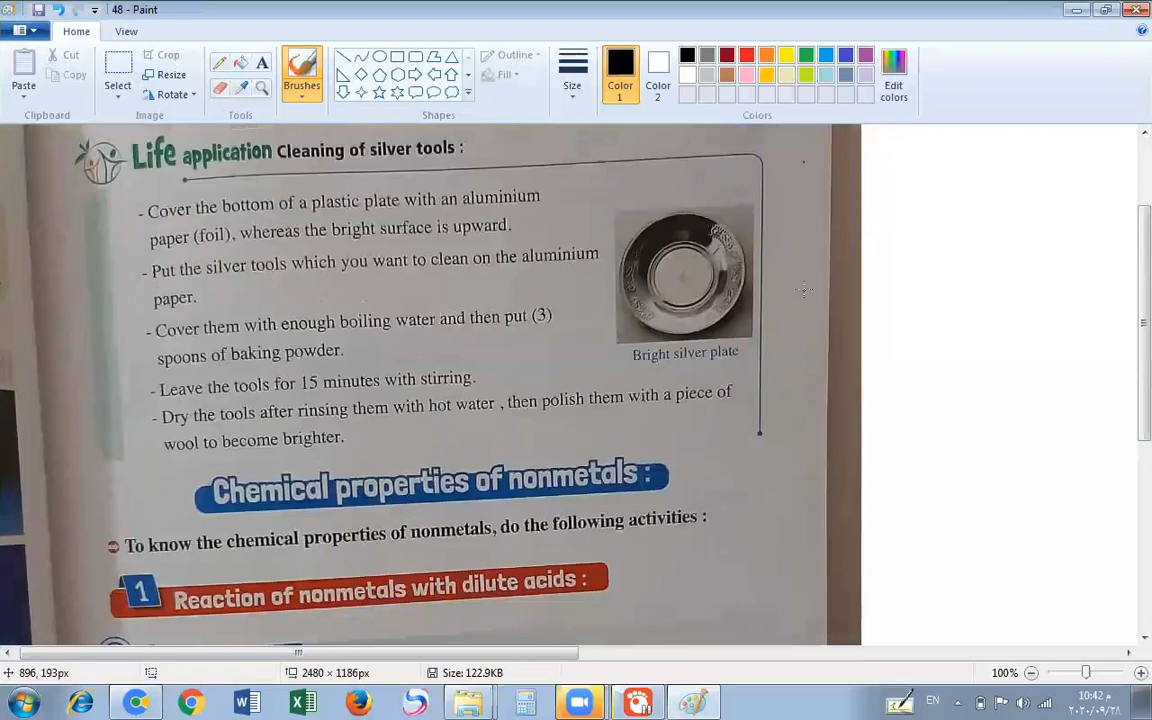 48 - Paint
Home
View
Paste
Cut
Copy
Clipboard
Select
Crop
Resize
Rotate
Image
Tools
Brushes
Shapes
Outline
Fill
Size
Color 1
Color 2
Edit colors
Colors
Life application Cleaning of silver tools :
- Cover the bottom of a plastic plate with an aluminium
paper (foil), whereas the bright surface is upward.
- Put the silver tools which you want to clean on the aluminium
paper.
- Cover them with enough boiling water and then put (3)
spoons of baking powder.
- Leave the tools for 15 minutes with stirring.
- Dry the tools after rinsing them with hot water , then polish them with a piece of
wool to become brighter.
Bright silver plate
Chemical properties of nonmetals :
To know the chemical properties of nonmetals, do the following activities :
1 Reaction of nonmetals with dilute acids :
896, 193px
2480 × 1186px
Size: 122.9KB
100%
EN
10:42 م
٢٠٢٠/٠٩/٢٨